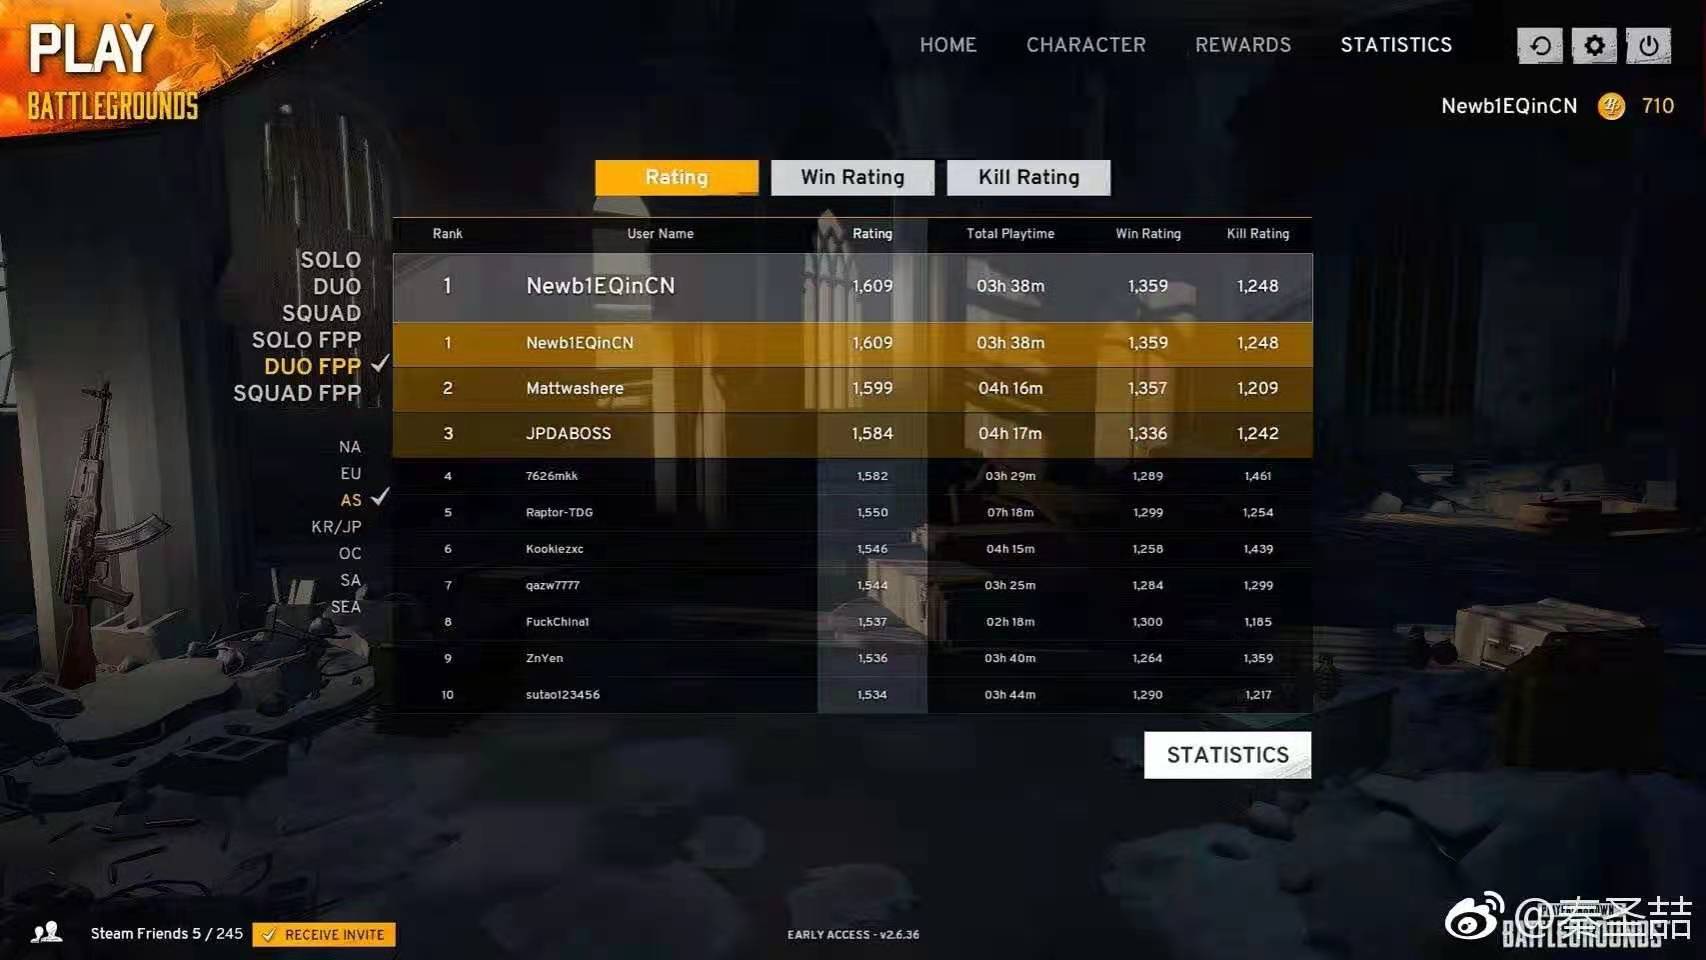 PLAY
BATTLEGROUNDS
HOME CHARACTER REWARDS STATISTICS
Newb1EQinCN 710
Rating Win Rating Kill Rating
Rank User Name Rating Total Playtime Win Rating Kill Rating
1 Newb1EQinCN 1,609 03h 38m 1,359 1,248
1 Newb1EQinCN 1,609 03h 38m 1,359 1,248
2 Mattwashere 1,599 04h 16m 1,357 1,209
3 JPDABOSS 1,584 04h 17m 1,336 1,242
4 7626mkk 1,582 03h 29m 1,289 1,461
5 Raptor-TDG 1,550 07h 18m 1,299 1,254
6 Kookiezxc 1,546 04h 15m 1,258 1,439
7 qazw7777 1,544 03h 25m 1,284 1,299
8 FuckChina1 1,537 02h 18m 1,300 1,185
9 ZnYen 1,536 03h 40m 1,264 1,359
10 sutao123456 1,534 03h 44m 1,290 1,217
SOLO
DUO
SQUAD
SOLO FPP
DUO FPP
SQUAD FPP
NA
EU
AS
KR/JP
OC
SA
SEA
STATISTICS
Steam Friends 5 / 245 RECEIVE INVITE
EARLY ACCESS - v2.6.36
@秦圣喆
BATTLEGROUNDS